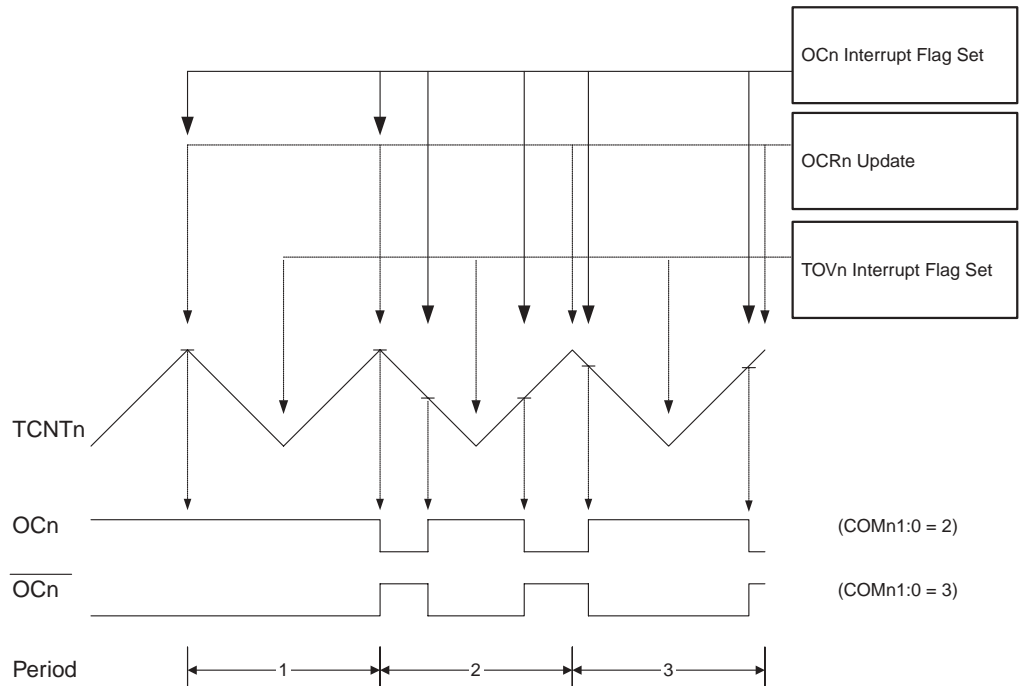 OCn Interrupt Flag Set
OCRn Update
TOVn Interrupt Flag Set
TCNTn
OCn (COMn1:0 = 2)
OCn (COMn1:0 = 3)
Period 1 2 3